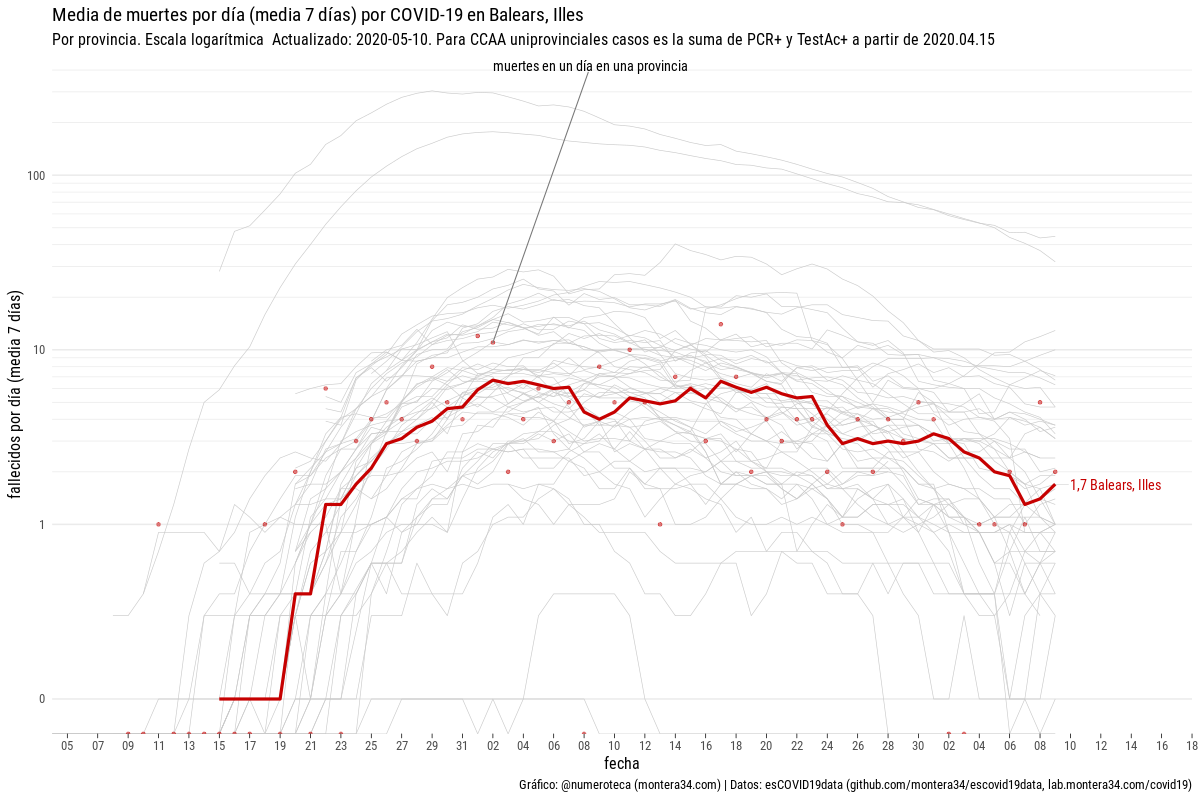 Media de muertes por día (media 7 días) por COVID-19 en Balears, Illes
Por provincia. Escala logarítmica  Actualizado: 2020-05-10. Para CCAA uniprovinciales casos es la suma de PCR+ y TestAc+ a partir de 2020.04.15
muertes en un día en una provincia
fallecidos por día (media  7 días)
100
10
1
0
1,7 Balears, Illes
05 07 09 11 13 15 17 19 21 23 25 27 29 31 02 04 06 08 10 12 14 16 18 20 22 24 26 28 30 02 04 06 08 10 12 14 16 18
fecha
Gráfico: @numeroteca (montera34.com) | Datos: esCOVID19data (github.com/montera34/escovid19data, lab.montera34.com/covid19)